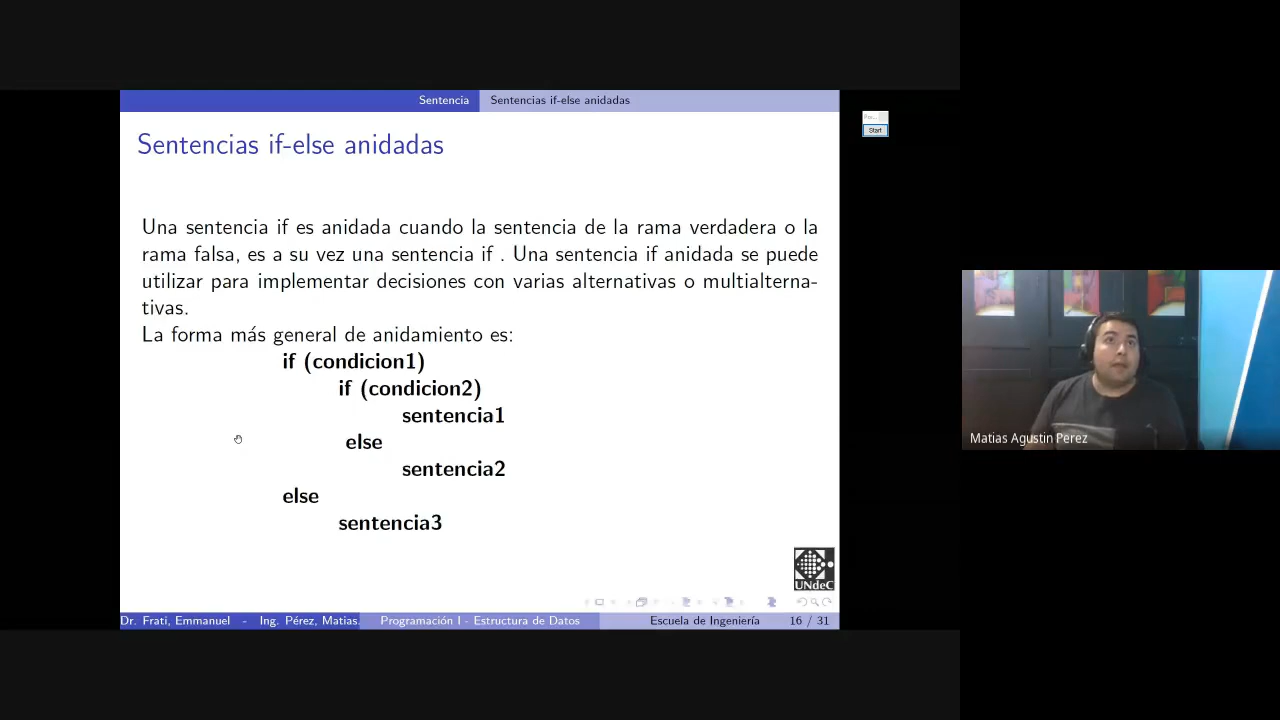 Sentencia Sentencias if-else anidadas
Sentencias if-else anidadas
Start
Una sentencia if es anidada cuando la sentencia de la rama verdadera o la
rama falsa, es a su vez una sentencia if . Una sentencia if anidada se puede
utilizar para implementar decisiones con varias alternativas o multialterna-
tivas.
La forma más general de anidamiento es:
if (condicion1)
if (condicion2)
sentencia1
else
sentencia2
else
sentencia3
Matias Agustin Perez
UNdeC
Dr. Frati, Emmanuel - Ing. Pérez, Matias. Programación I - Estructura de Datos Escuela de Ingeniería 16 / 31